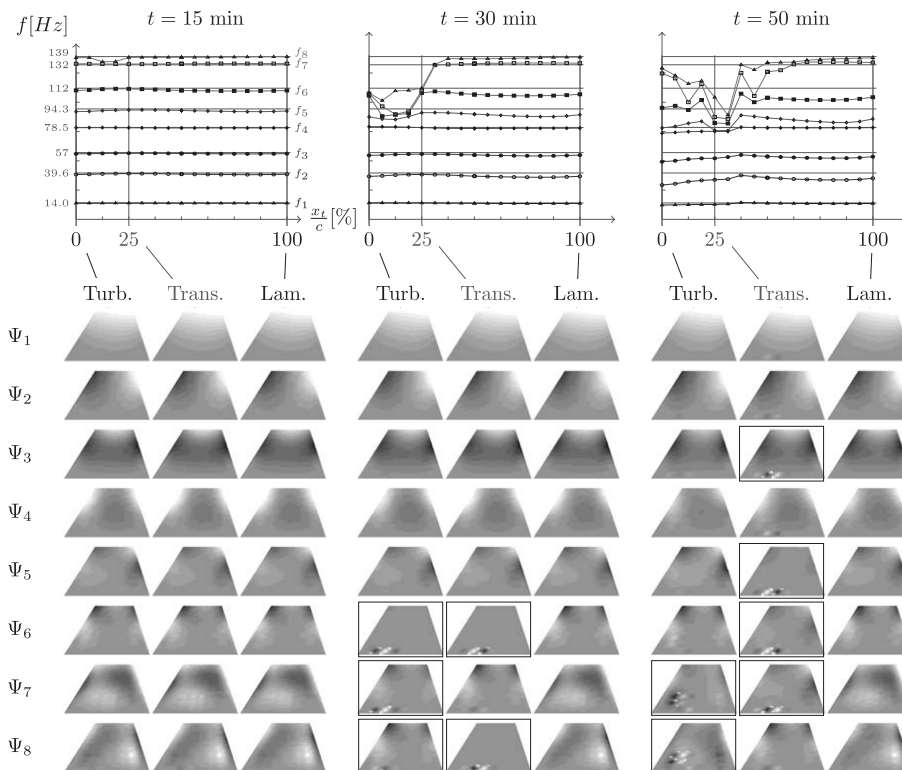 f[Hz] t = 15 min t = 30 min t = 50 min
139 f₈
132 f₇
112 f₆
94.3 f₅
78.5 f₄
57 f₃
39.6 f₂
14.0 f₁
x_t/c [%]
0 25 100 0 25 100 0 25 100
Turb. Trans. Lam. Turb. Trans. Lam. Turb. Trans. Lam.
Ψ₁
Ψ₂
Ψ₃
Ψ₄
Ψ₅
Ψ₆
Ψ₇
Ψ₈